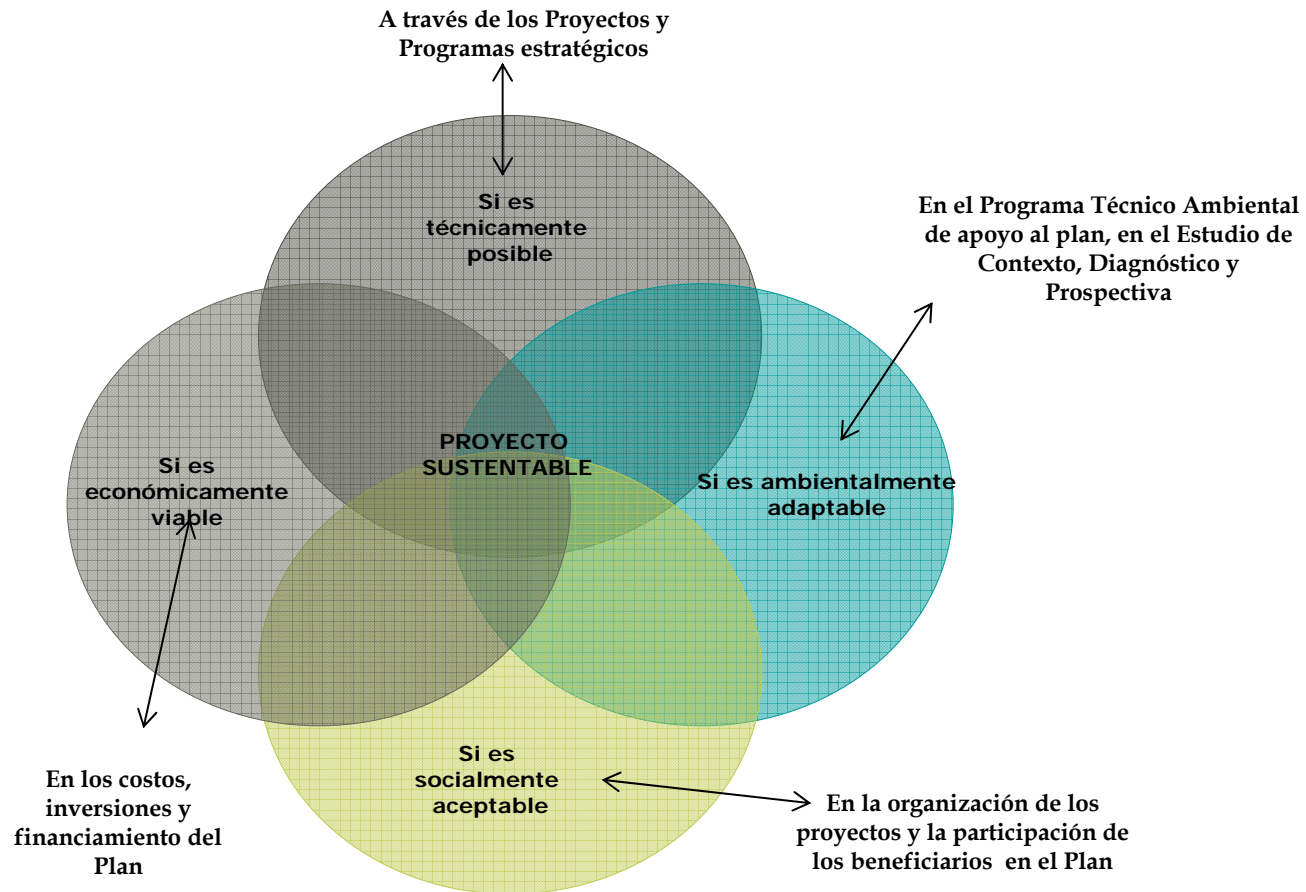 A través de los Proyectos y
Programas estratégicos
Si es
técnicamente
posible
En el Programa Técnico Ambiental
de apoyo al plan, en el Estudio de
Contexto, Diagnóstico y
Prospectiva
PROYECTO
SUSTENTABLE
Si es
económicamente
viable
Si es ambientalmente
adaptable
Si es
socialmente
aceptable
En los costos,
inversiones y
financiamiento del
Plan
En la organización de los
proyectos y la participación de
los beneficiarios en el Plan